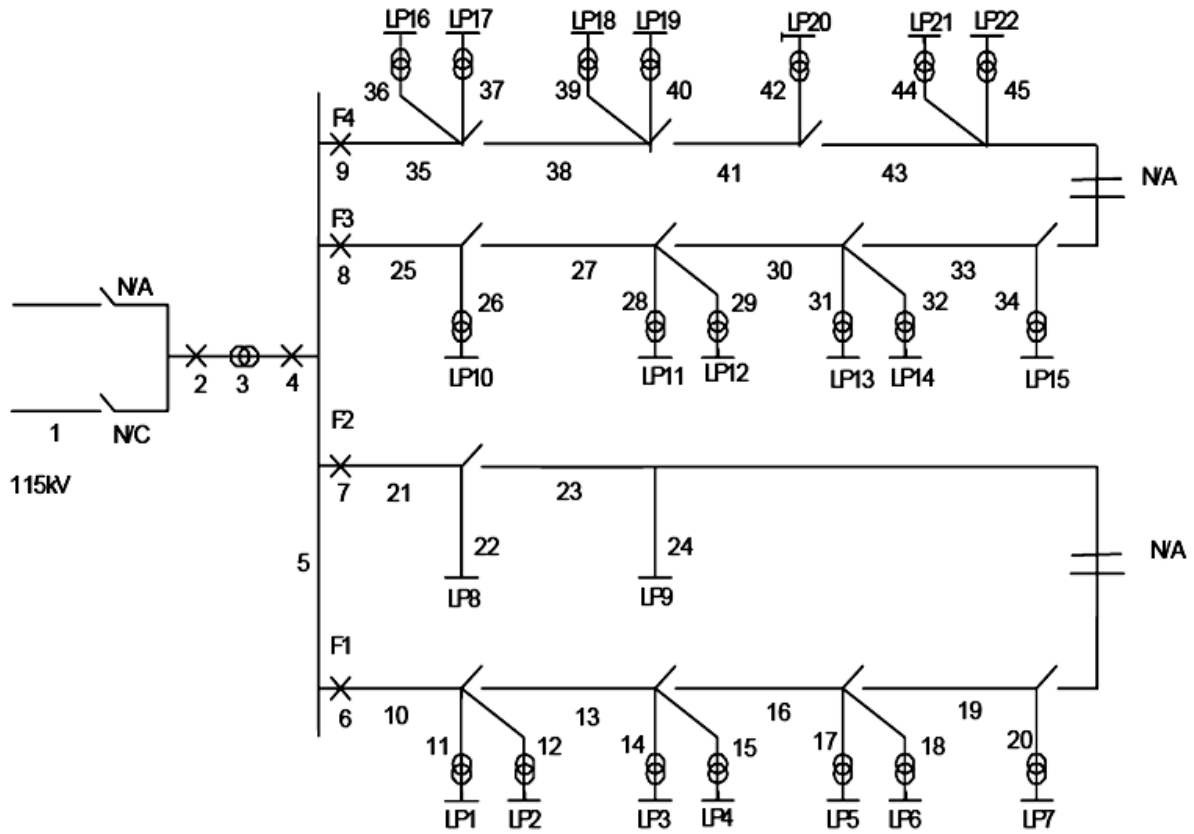 LP16 LP17 LP18 LP19 LP20 LP21 LP22
36 37 39 40 42 44 45
F4
9 35 38 41 43
N/A
F3
8 25 27 30 33
26 28 29 31 32 34
LP10 LP11 LP12 LP13 LP14 LP15
N/A
2 3 4
1 N/C
115kV
F2
7 21 23
22 24
LP8 LP9
5
N/A
F1
6 10 13 16 19
11 12 14 15 17 18 20
LP1 LP2 LP3 LP4 LP5 LP6 LP7